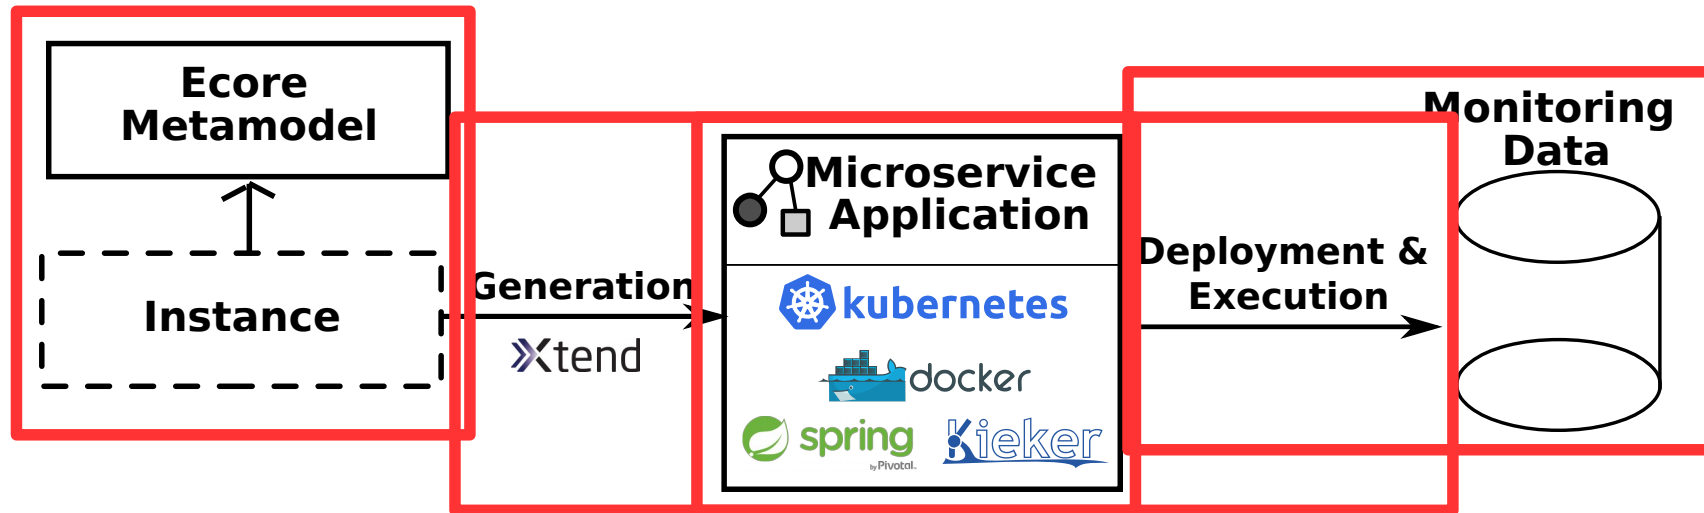 Ecore
Metamodel
Instance
Generation
Xtend
Microservice
Application
kubernetes
docker
spring
by Pivotal
Kieker
Deployment &
Execution
Monitoring
Data